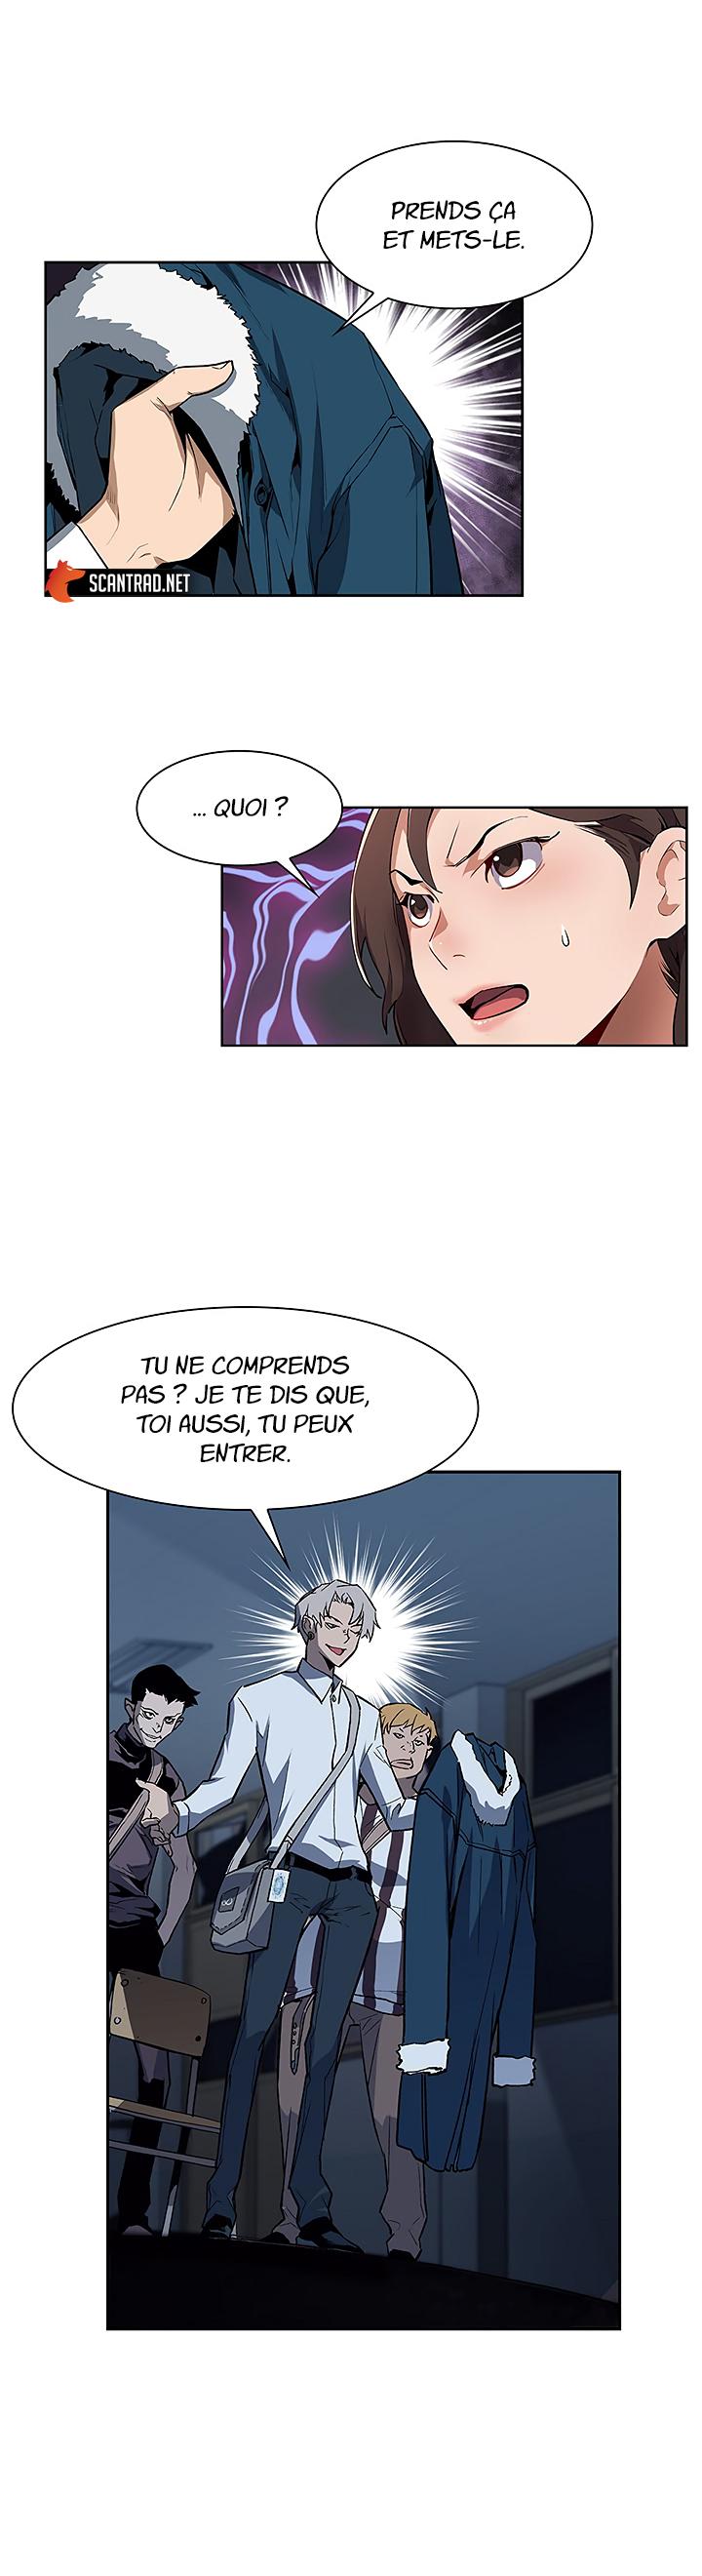 PRENDS ÇA
ET METS-LE.
SCANTRAD.NET
... QUOI ?
TU NE COMPRENDS
PAS ? JE TE DIS QUE,
TOI AUSSI, TU PEUX
ENTRER.